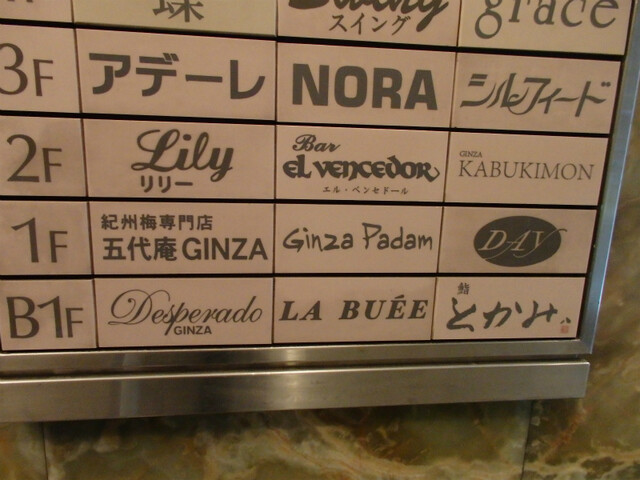 蝶
Swing
スイング
grace
3F
アデーレ
NORA
シルフィード
2F
Lily
リリー
Bar
EL VENCEDOR
エル・ベンセドール
GINZA
KABUKIMON
1F
紀州梅専門店
五代庵 GINZA
Ginza Padam
DAY
B1F
Desperado
GINZA
LA BUÉE
鮨
とかみ